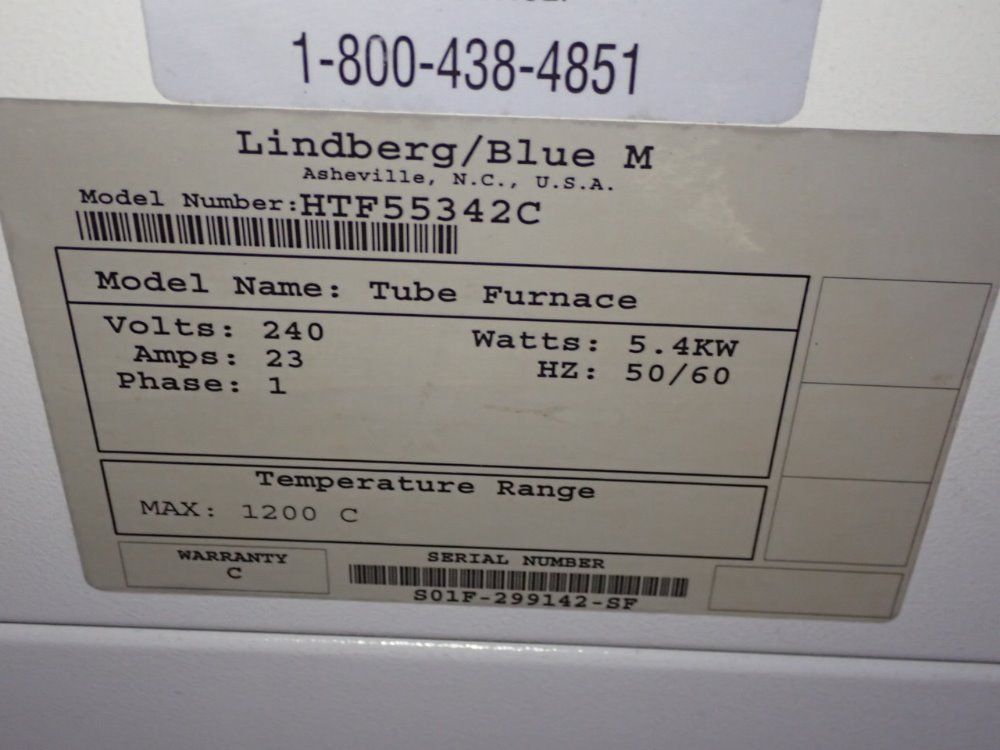 1-800-438-4851
Lindberg/Blue M
Asheville, N.C., U.S.A.
Model Number:HTF55342C
Model Name: Tube Furnace
Volts: 240 Watts: 5.4KW
Amps: 23 HZ: 50/60
Phase: 1
Temperature Range
MAX: 1200 C
WARRANTY SERIAL NUMBER
C
S01F-299142-SF